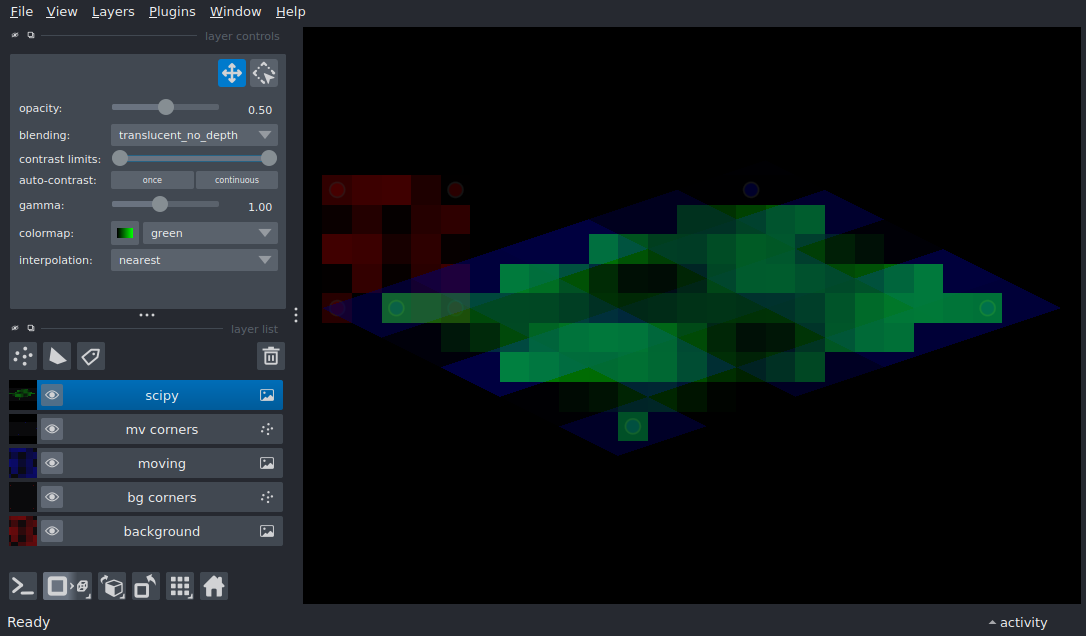 File View Layers Plugins Window Help
layer controls
opacity: 0.50
blending: translucent_no_depth
contrast limits:
auto-contrast: once continuous
gamma: 1.00
colormap: green
interpolation: nearest
layer list
scipy
mv corners
moving
bg corners
background
Ready activity